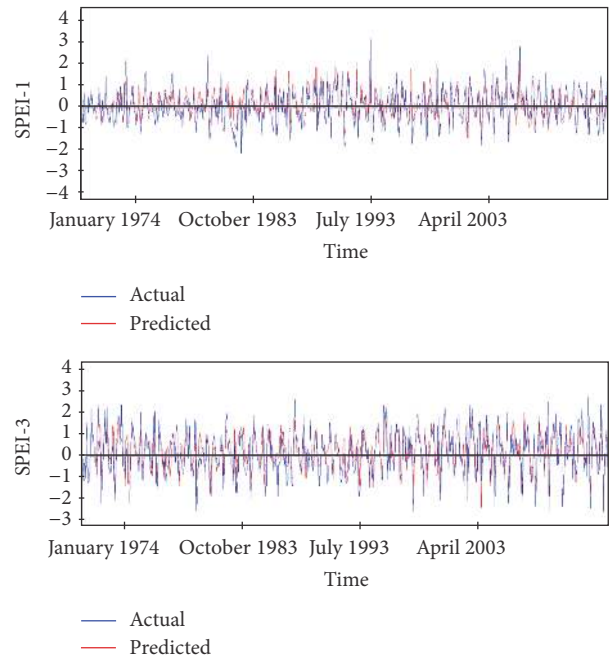 4
3
2
1
0
−1
−2
−3
−4
SPEI-1
January 1974 October 1983 July 1993 April 2003
Time
Actual
Predicted
4
3
2
1
0
−1
−2
−3
SPEI-3
January 1974 October 1983 July 1993 April 2003
Time
Actual
Predicted